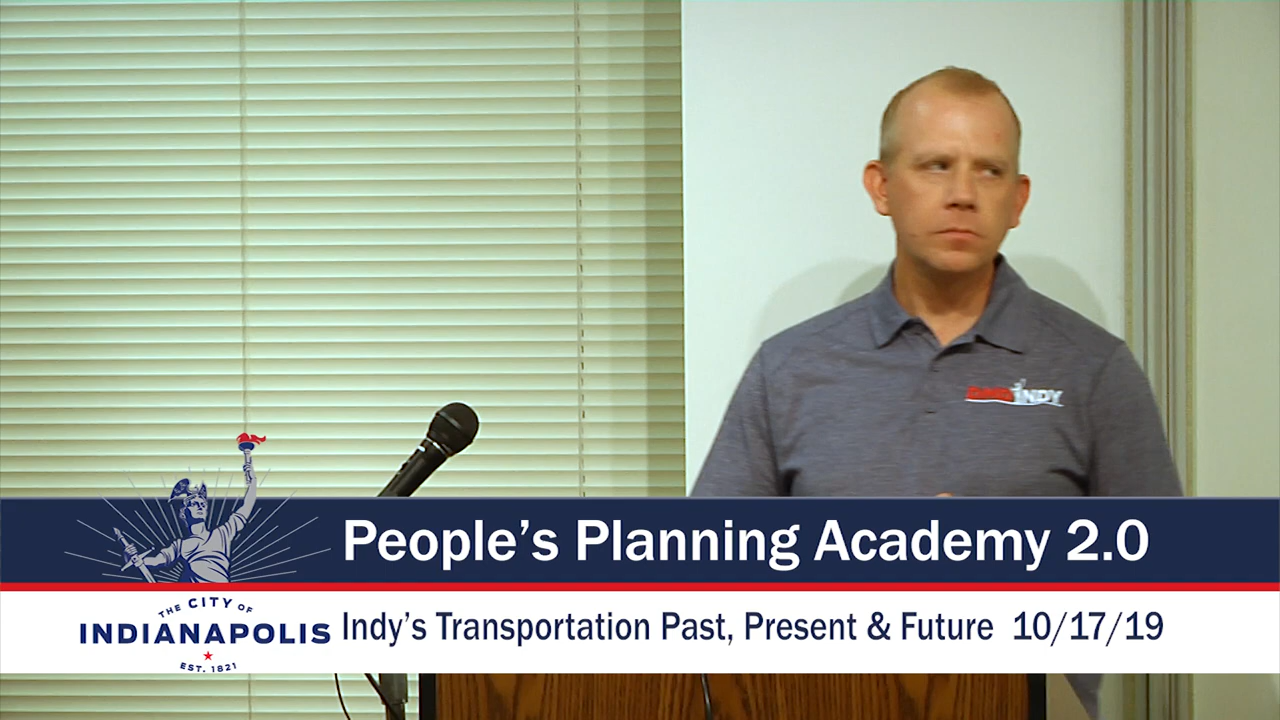 INDY
People's Planning Academy 2.0
THE CITY OF
INDIANAPOLIS
EST. 1821
Indy's Transportation Past, Present & Future 10/17/19